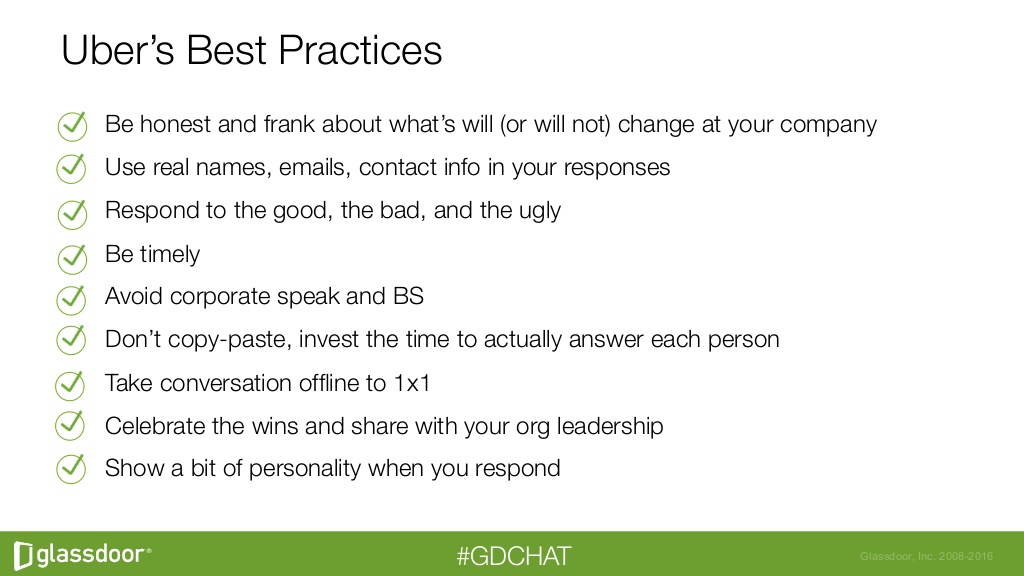 Uber’s Best Practices
Be honest and frank about what’s will (or will not) change at your company
Use real names, emails, contact info in your responses
Respond to the good, the bad, and the ugly
Be timely
Avoid corporate speak and BS
Don’t copy-paste, invest the time to actually answer each person
Take conversation offline to 1x1
Celebrate the wins and share with your org leadership
Show a bit of personality when you respond
glassdoor® #GDCHAT Glassdoor, Inc. 2008-2016